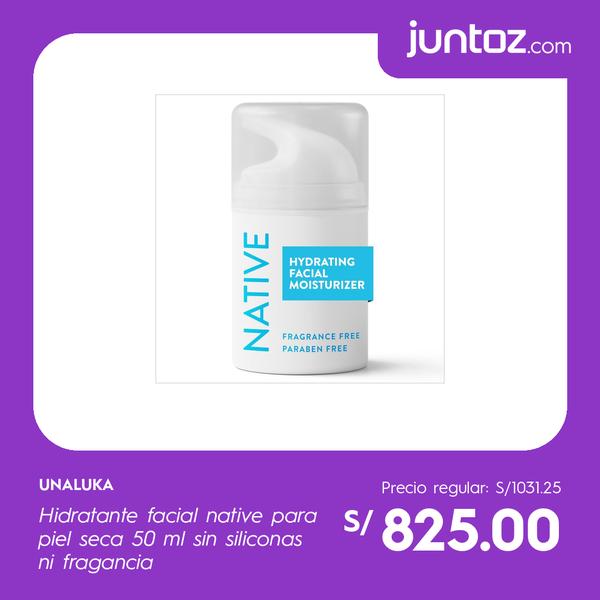 juntoz.com
NATIVE
HYDRATING
FACIAL
MOISTURIZER
FRAGRANCE FREE
PARABEN FREE
UNALUKA
Hidratante facial native para
piel seca 50 ml sin siliconas
ni fragancia
Precio regular: S/1031.25
S/ 825.00